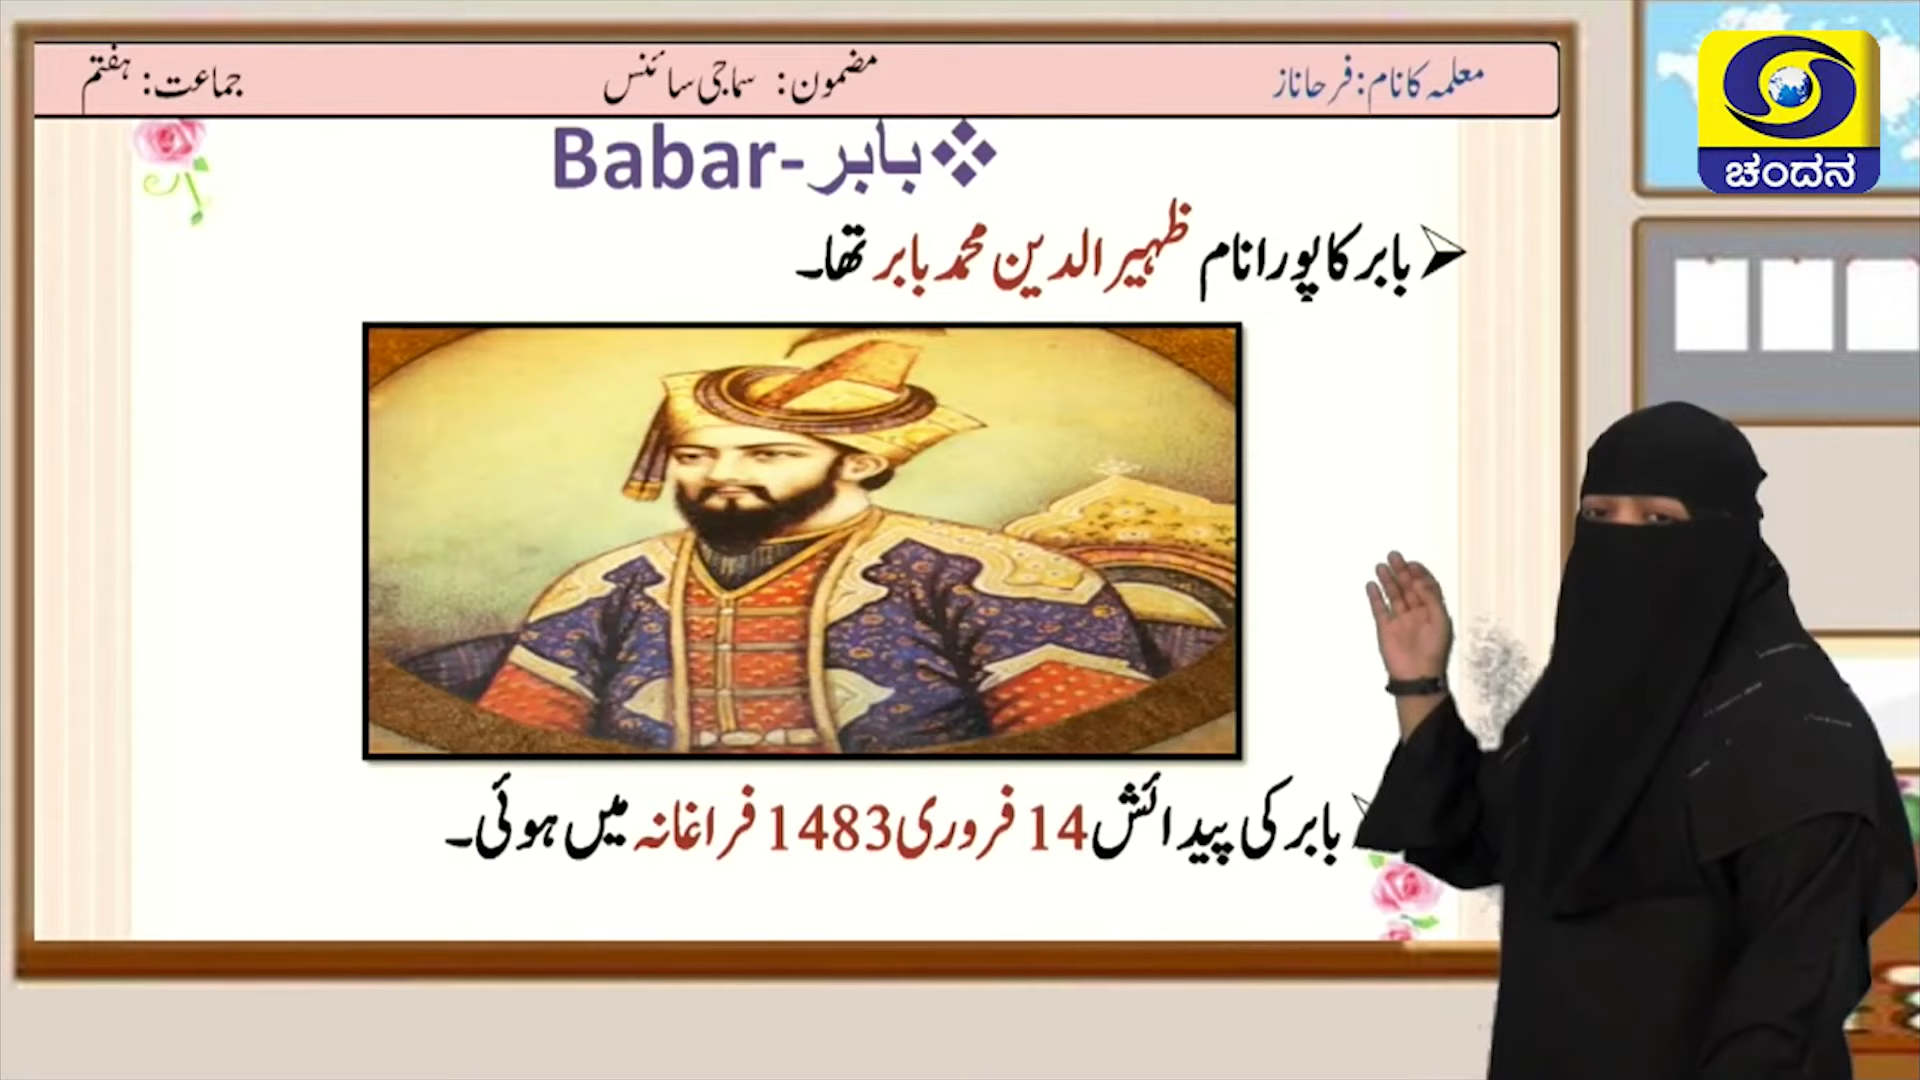 معلمہ کا نام: فرحاناز
مضمون: سماجی سائنس
جماعت: ہفتم
ಚಂದನ
❖بابر-Babar
بابر کا پورا نام ظہیر الدین محمد بابر تھا۔
بابر کی پیدائش 14 فروری 1483 فراغانہ میں ہوئی۔